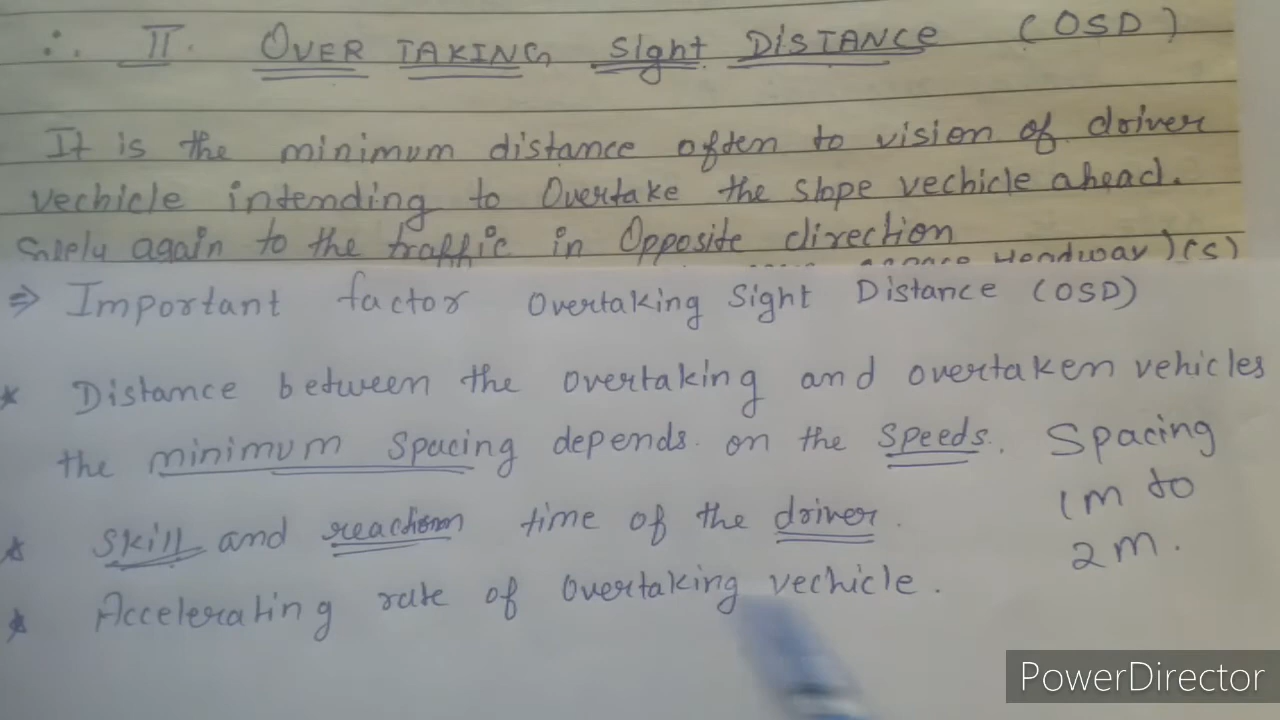 ∴ II. OVER TAKING Sight DISTANCE (OSD)
It is the minimum distance often to vision of driver
vechicle intending to Overtake the slope vechicle ahead.
again to the traffic in Opposite direction
(s)
⇒ Important factor Overtaking Sight Distance (OSD)
* Distance between the overtaking and overtaken vehicles
the minimum spacing depends on the speeds. Spacing
1m to
2m.
* Skill and reaction time of the driver.
* Accelerating rate of Overtaking vechicle.
PowerDirector